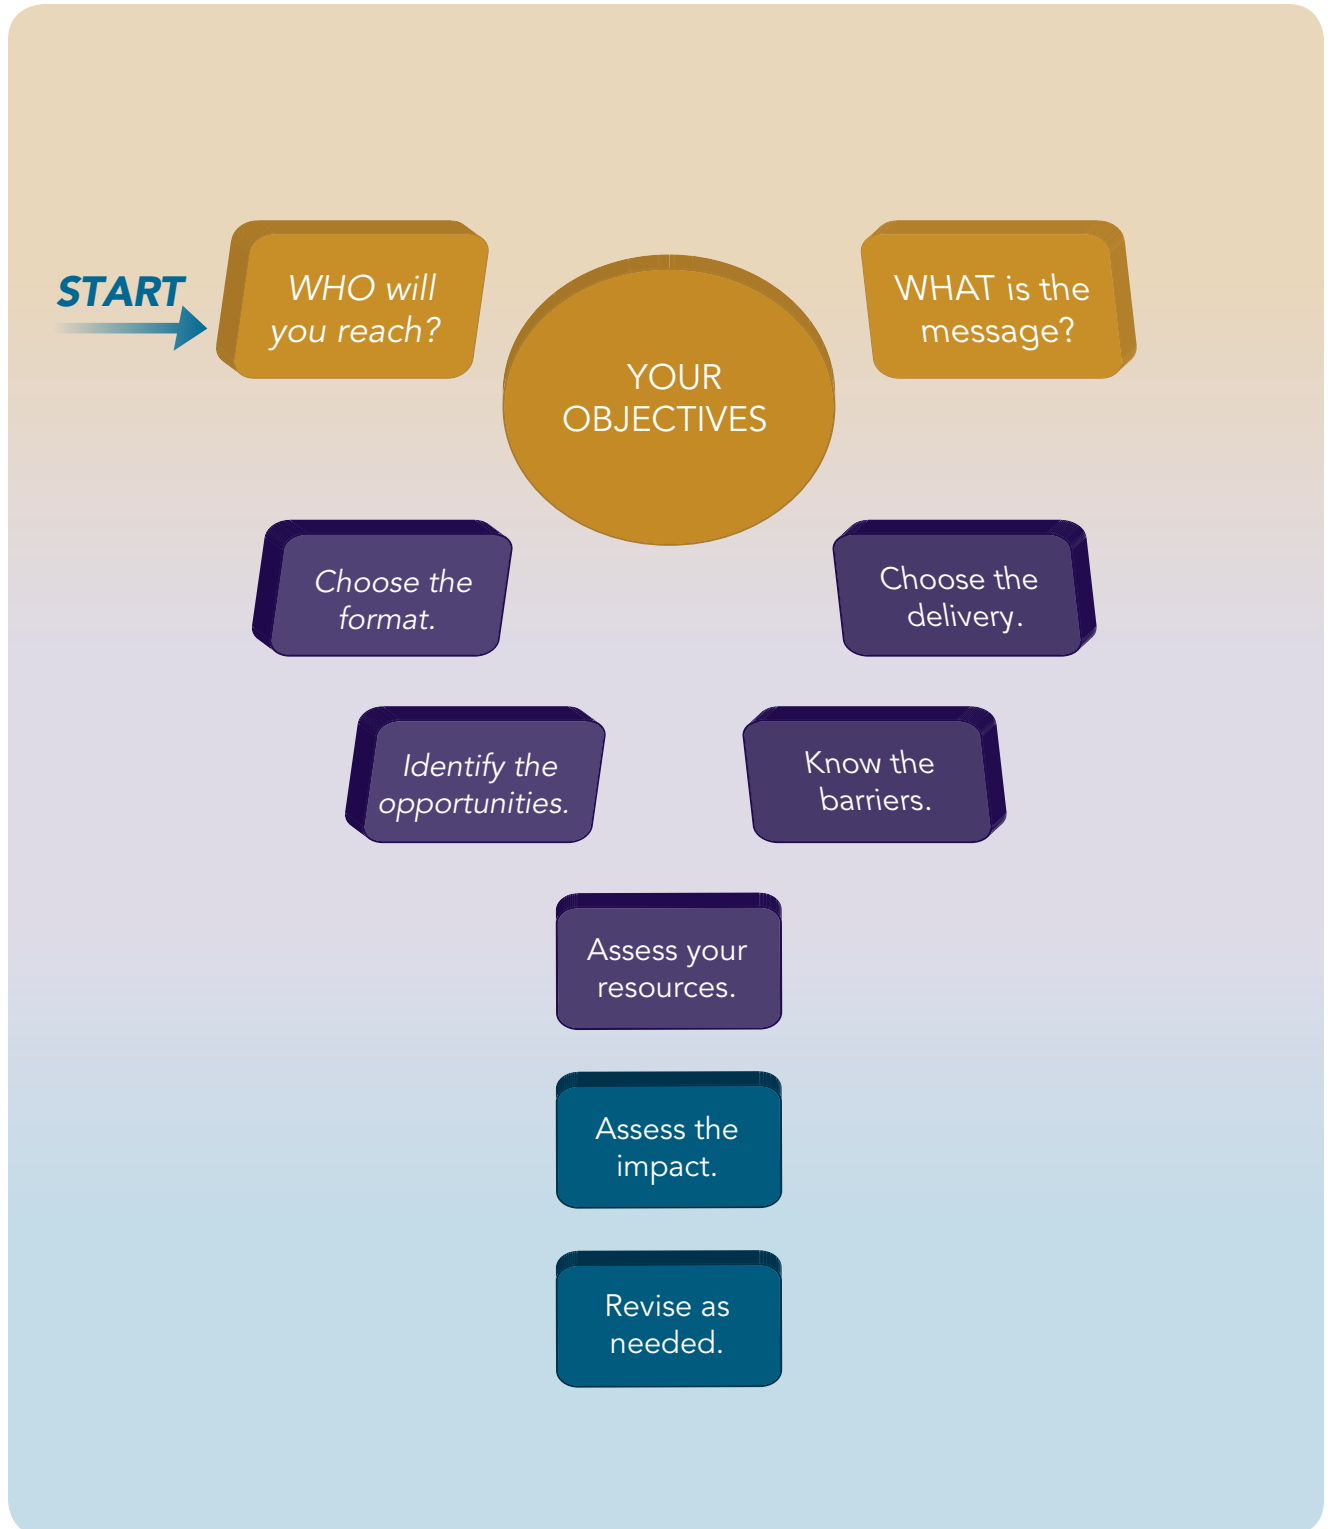 START
WHO will
you reach?
YOUR
OBJECTIVES
WHAT is the
message?
Choose the
format.
Choose the
delivery.
Identify the
opportunities.
Know the
barriers.
Assess your
resources.
Assess the
impact.
Revise as
needed.